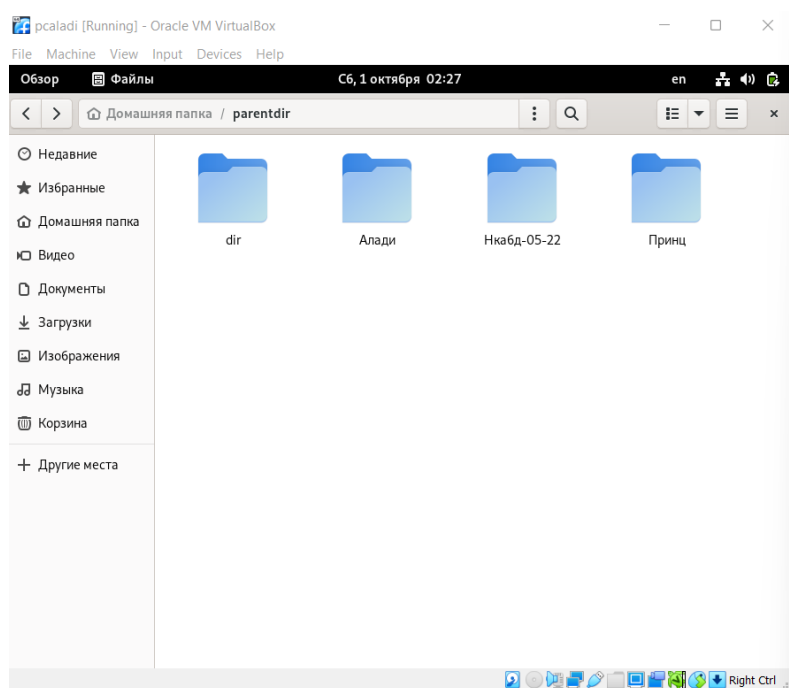 pcaladi [Running] - Oracle VM VirtualBox
File Machine View Input Devices Help
Обзор Файлы Сб, 1 октября 02:27 en
Домашняя папка / parentdir
Недавние
Избранные
Домашняя папка
Видео
Документы
Загрузки
Изображения
Музыка
Корзина
Другие места
dir Алади Нкабд-05-22 Принц
Right Ctrl